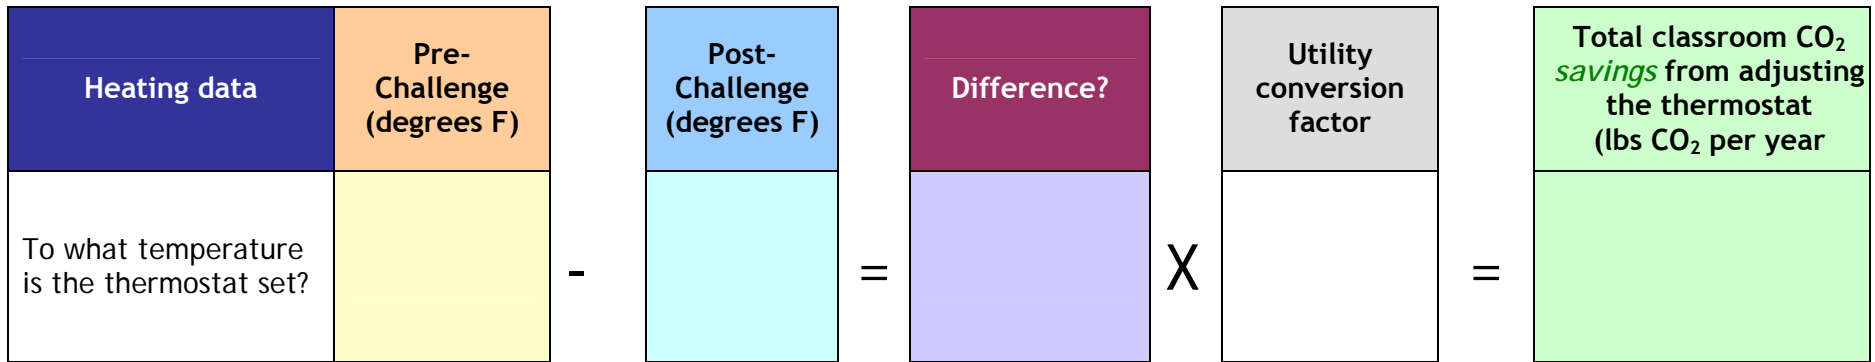 Heating data
Pre-
Challenge
(degrees F)
Post-
Challenge
(degrees F)
Difference?
Utility
conversion
factor
Total classroom CO₂
savings from adjusting
the thermostat
(lbs CO₂ per year
To what temperature
is the thermostat set?
-
=
X
=